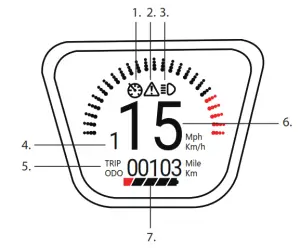 1. 2. 3.
15
Mph
Km/h
6.
4.
1
5.
TRIP
ODO
00103
Mile
Km
7.